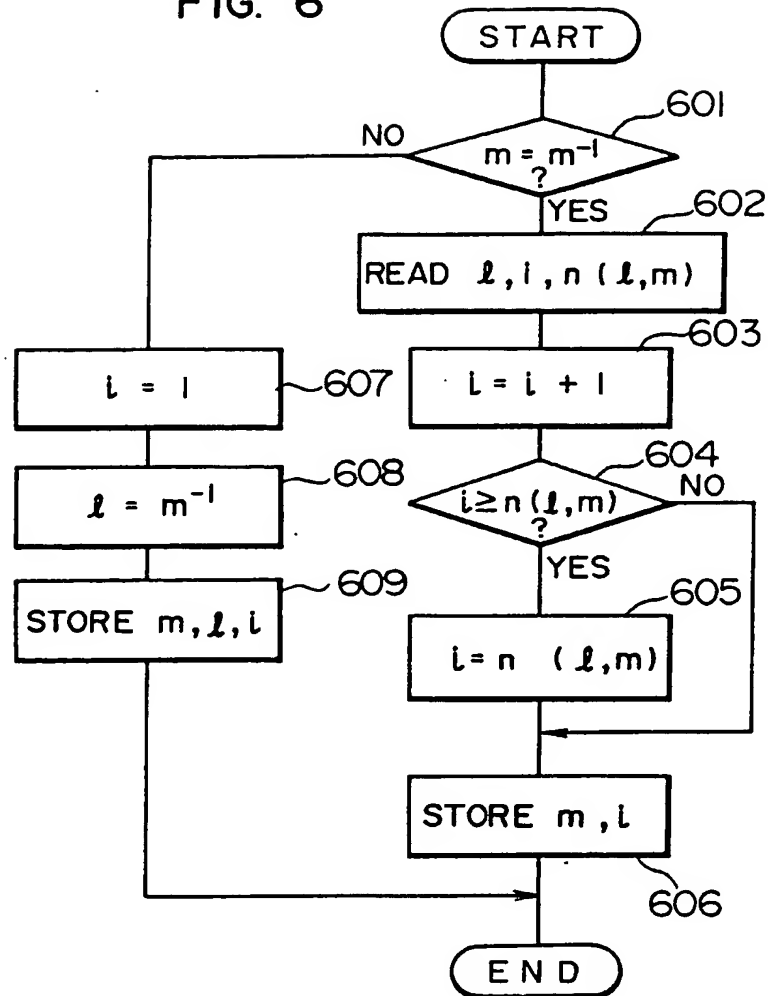 FIG. 6
START
601
NO
m = m⁻¹
?
YES
602
READ ℓ, i, n (ℓ,m)
603
i = 1
607
i = i + 1
604
ℓ = m⁻¹
608
i ≥ n (ℓ,m)
?
NO
YES
609
605
STORE m, ℓ, i
i = n (ℓ,m)
STORE m, i
606
END